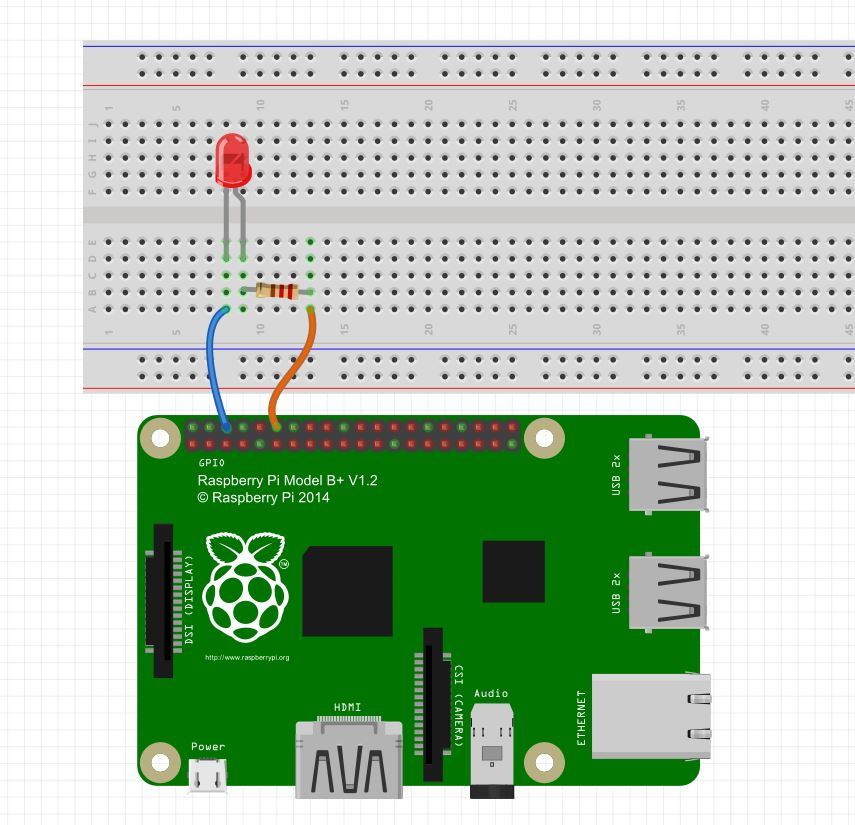 1 5 10 15 20 25 30 35 40 45
J
I
H
G
F
E
D
C
B
A
1 5 10 15 20 25 30 35 40 45
GPIO
Raspberry Pi Model B+ V1.2
© Raspberry Pi 2014
USB 2x
DSI (DISPLAY)
TM
USB 2x
http://www.raspberrypi.org
CSI (CAMERA)
HDMI
Audio
ETHERNET
Power